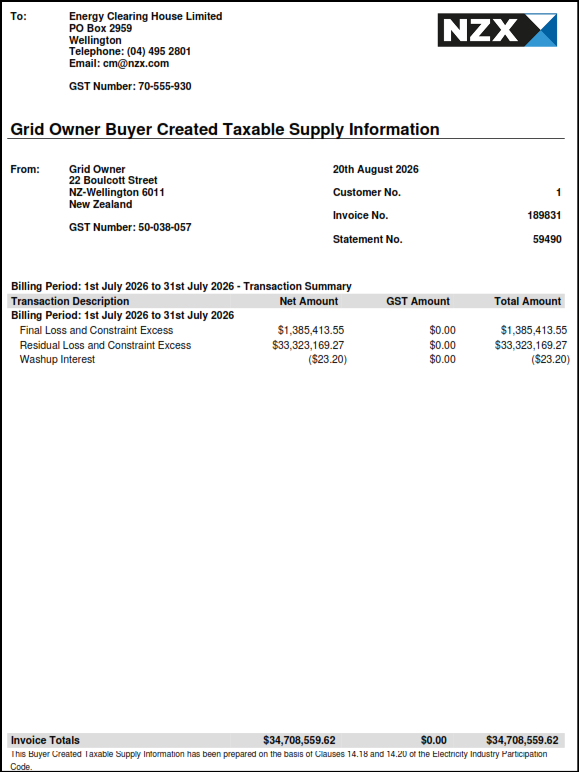 To: Energy Clearing House Limited
PO Box 2959
Wellington
Telephone: (04) 495 2801
Email: cm@nzx.com
GST Number: 70-555-930
NZX
Grid Owner Buyer Created Taxable Supply Information
From: Grid Owner
22 Boulcott Street
NZ-Wellington 6011
New Zealand
GST Number: 50-038-057
20th August 2026
Customer No. 1
Invoice No. 189831
Statement No. 59490
Billing Period: 1st July 2026 to 31st July 2026 - Transaction Summary
Transaction Description Net Amount GST Amount Total Amount
Billing Period: 1st July 2026 to 31st July 2026
Final Loss and Constraint Excess $1,385,413.55 $0.00 $1,385,413.55
Residual Loss and Constraint Excess $33,323,169.27 $0.00 $33,323,169.27
Washup Interest ($23.20) $0.00 ($23.20)
Invoice Totals $34,708,559.62 $0.00 $34,708,559.62
This Buyer Created Taxable Supply Information has been prepared on the basis of Clauses 14.18 and 14.20 of the Electricity Industry Participation
Code.